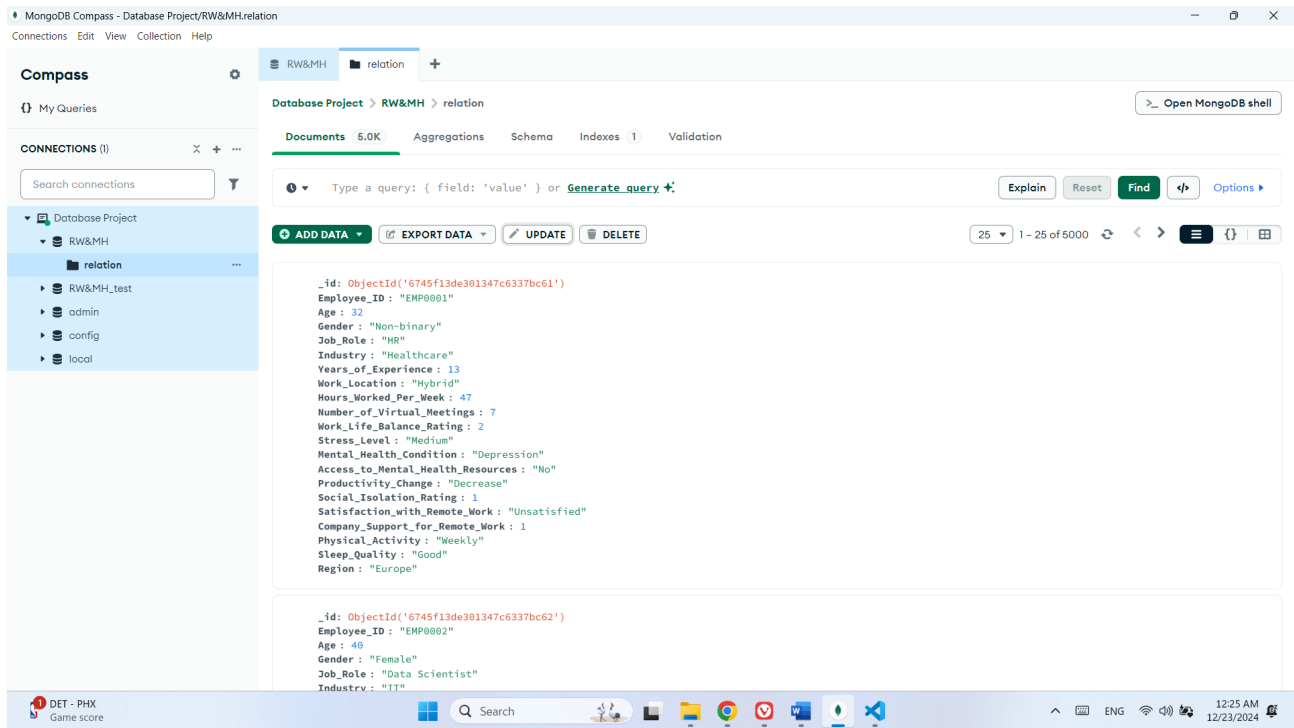 MongoDB Compass - Database Project/RW&MH.relation
Connections Edit View Collection Help
Compass
{} My Queries
CONNECTIONS (1)
Search connections
Database Project
RW&MH
relation
RW&MH_test
admin
config
local
RW&MH relation
Database Project > RW&MH > relation
>_ Open MongoDB shell
Documents 5.0K Aggregations Schema Indexes 1 Validation
Type a query: { field: 'value' } or Generate query
Explain Reset Find </> Options
ADD DATA EXPORT DATA UPDATE DELETE
25 1 – 25 of 5000 {}
_id: ObjectId('6745f13de301347c6337bc61')
Employee_ID : "EMP0001"
Age : 32
Gender : "Non-binary"
Job_Role : "HR"
Industry : "Healthcare"
Years_of_Experience : 13
Work_Location : "Hybrid"
Hours_Worked_Per_Week : 47
Number_of_Virtual_Meetings : 7
Work_Life_Balance_Rating : 2
Stress_Level : "Medium"
Mental_Health_Condition : "Depression"
Access_to_Mental_Health_Resources : "No"
Productivity_Change : "Decrease"
Social_Isolation_Rating : 1
Satisfaction_with_Remote_Work : "Unsatisfied"
Company_Support_for_Remote_Work : 1
Physical_Activity : "Weekly"
Sleep_Quality : "Good"
Region : "Europe"
_id: ObjectId('6745f13de301347c6337bc62')
Employee_ID : "EMP0002"
Age : 40
Gender : "Female"
Job_Role : "Data Scientist"
Industry : "IT"
1
DET - PHX
Game score
Search
ENG
12:25 AM
12/23/2024